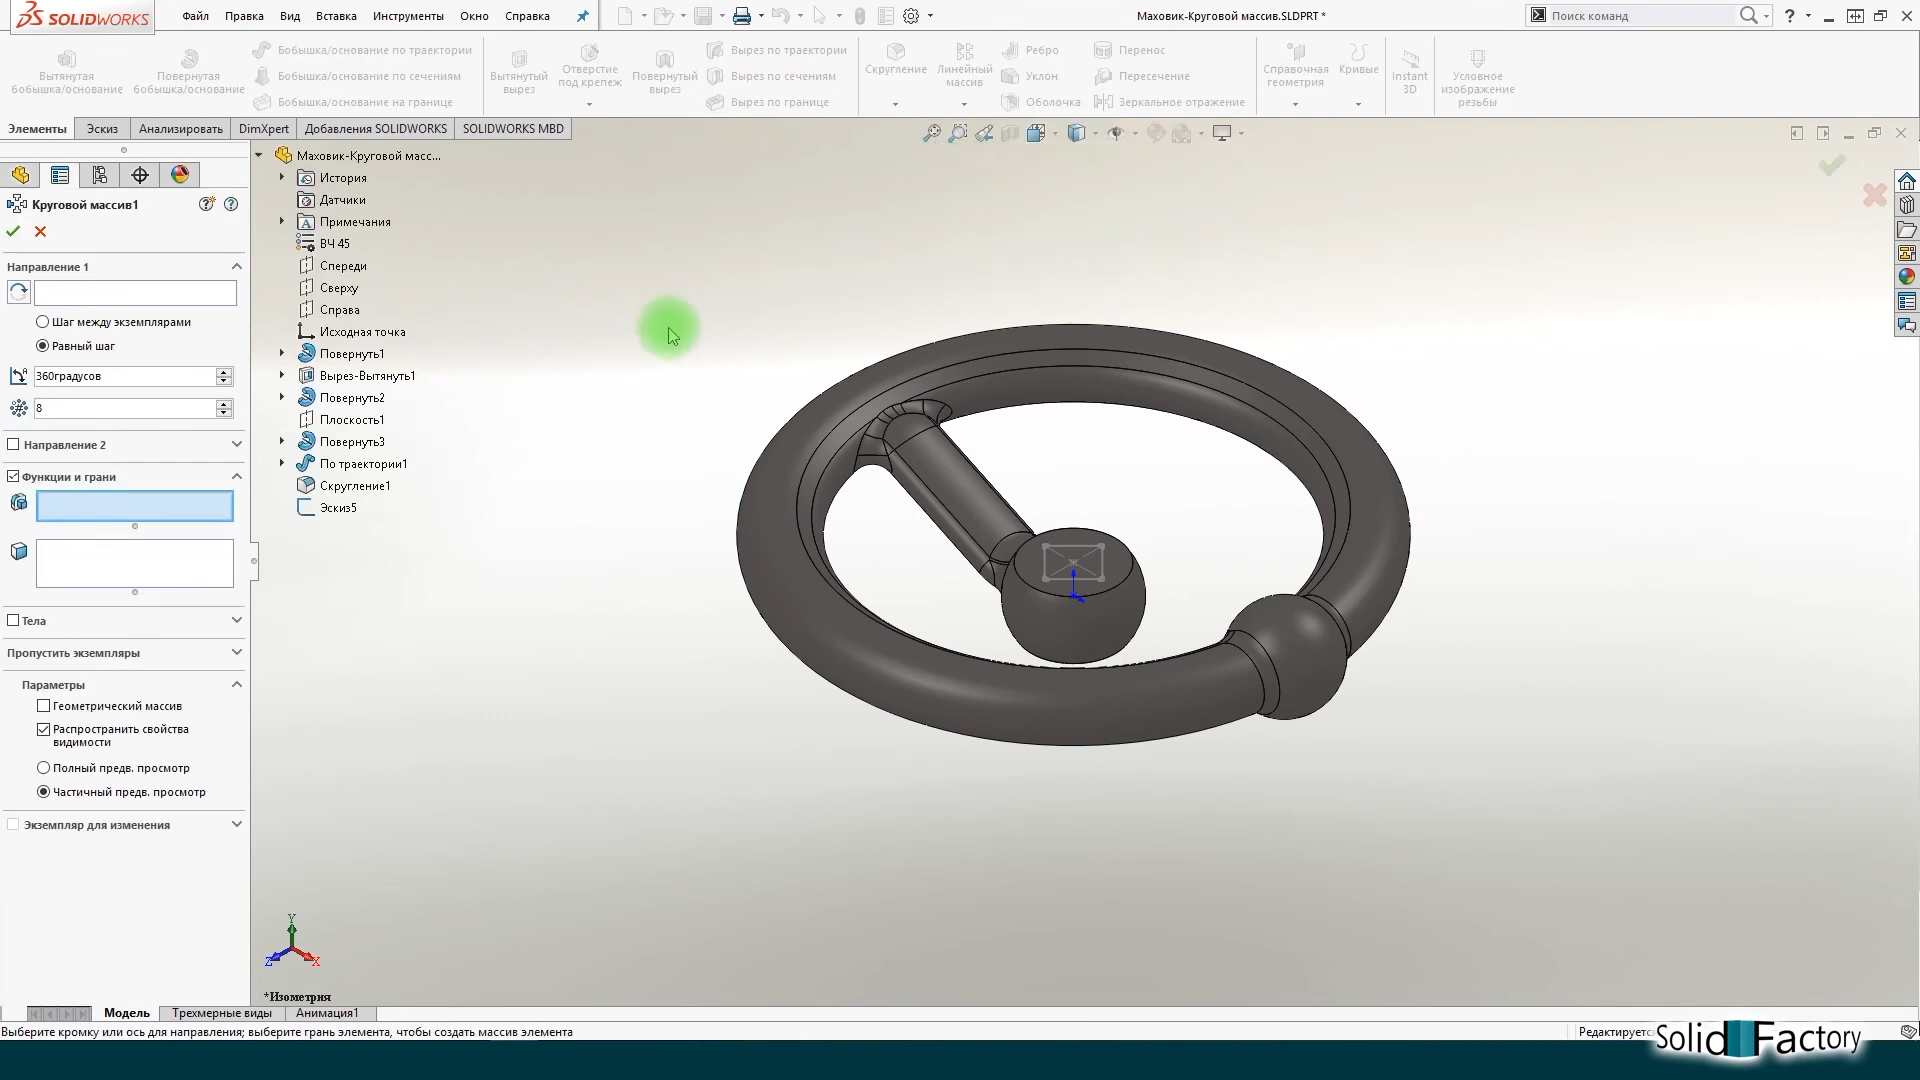 SOLIDWORKS
Файл Правка Вид Вставка Инструменты Окно Справка
Маховик-Круговой массив.SLDPRT *
Поиск команд
Вытянутая бобышка/основание
Повернутая бобышка/основание
Бобышка/основание по траектории
Бобышка/основание по сечениям
Бобышка/основание на границе
Вытянутый вырез
Отверстие под крепеж
Повернутый вырез
Вырез по траектории
Вырез по сечениям
Вырез по границе
Скругление
Линейный массив
Ребро
Уклон
Оболочка
Перенос
Пересечение
Зеркальное отражение
Справочная геометрия
Кривые
Instant 3D
Условное изображение резьбы
Элементы Эскиз Анализировать DimXpert Добавления SOLIDWORKS SOLIDWORKS MBD
Круговой массив1
Направление 1
Шаг между экземплярами
Равный шаг
360градусов
8
Направление 2
Функции и грани
Тела
Пропустить экземпляры
Параметры
Геометрический массив
Распространить свойства
видимости
Полный предв. просмотр
Частичный предв. просмотр
Экземпляр для изменения
Маховик-Круговой масс...
История
Датчики
Примечания
ВЧ 45
Спереди
Сверху
Справа
Исходная точка
Повернуть1
Вырез-Вытянуть1
Повернуть2
Плоскость1
Повернуть3
По траектории1
Скругление1
Эскиз5
Y
Z X
*Изометрия
Модель Трехмерные виды Анимация1
Выберите кромку или ось для направления; выберите грань элемента, чтобы создать массив элемента
Редактируетс
Solid Factory